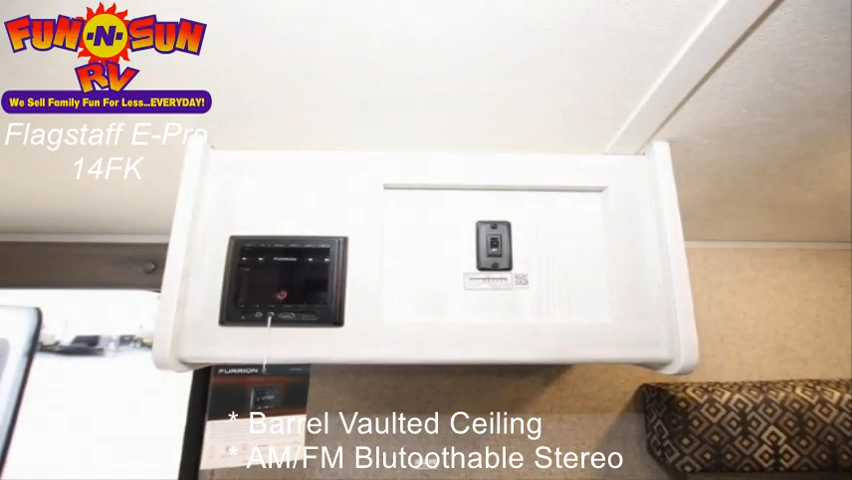 FUN-N-SUN
RV
We Sell Family Fun For Less...EVERYDAY!
Flagstaff E-Pro
14FK
FURRION
FURRION
* Barrel Vaulted Ceiling
* AM/FM Blutoothable Stereo